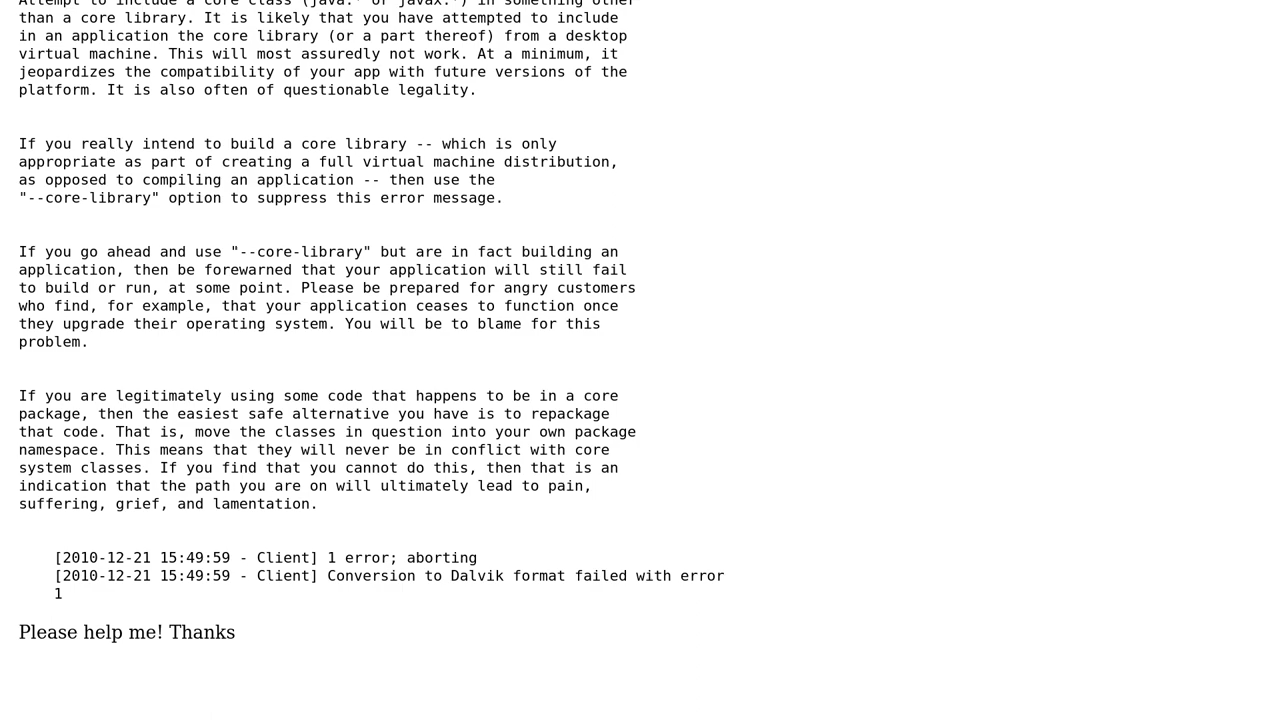 Attempt to include a core class (java.* or javax.*) in something other
than a core library. It is likely that you have attempted to include
in an application the core library (or a part thereof) from a desktop
virtual machine. This will most assuredly not work. At a minimum, it
jeopardizes the compatibility of your app with future versions of the
platform. It is also often of questionable legality.
If you really intend to build a core library -- which is only
appropriate as part of creating a full virtual machine distribution,
as opposed to compiling an application -- then use the
"--core-library" option to suppress this error message.
If you go ahead and use "--core-library" but are in fact building an
application, then be forewarned that your application will still fail
to build or run, at some point. Please be prepared for angry customers
who find, for example, that your application ceases to function once
they upgrade their operating system. You will be to blame for this
problem.
If you are legitimately using some code that happens to be in a core
package, then the easiest safe alternative you have is to repackage
that code. That is, move the classes in question into your own package
namespace. This means that they will never be in conflict with core
system classes. If you find that you cannot do this, then that is an
indication that the path you are on will ultimately lead to pain,
suffering, grief, and lamentation.
[2010-12-21 15:49:59 - Client] 1 error; aborting
[2010-12-21 15:49:59 - Client] Conversion to Dalvik format failed with error
1
Please help me! Thanks